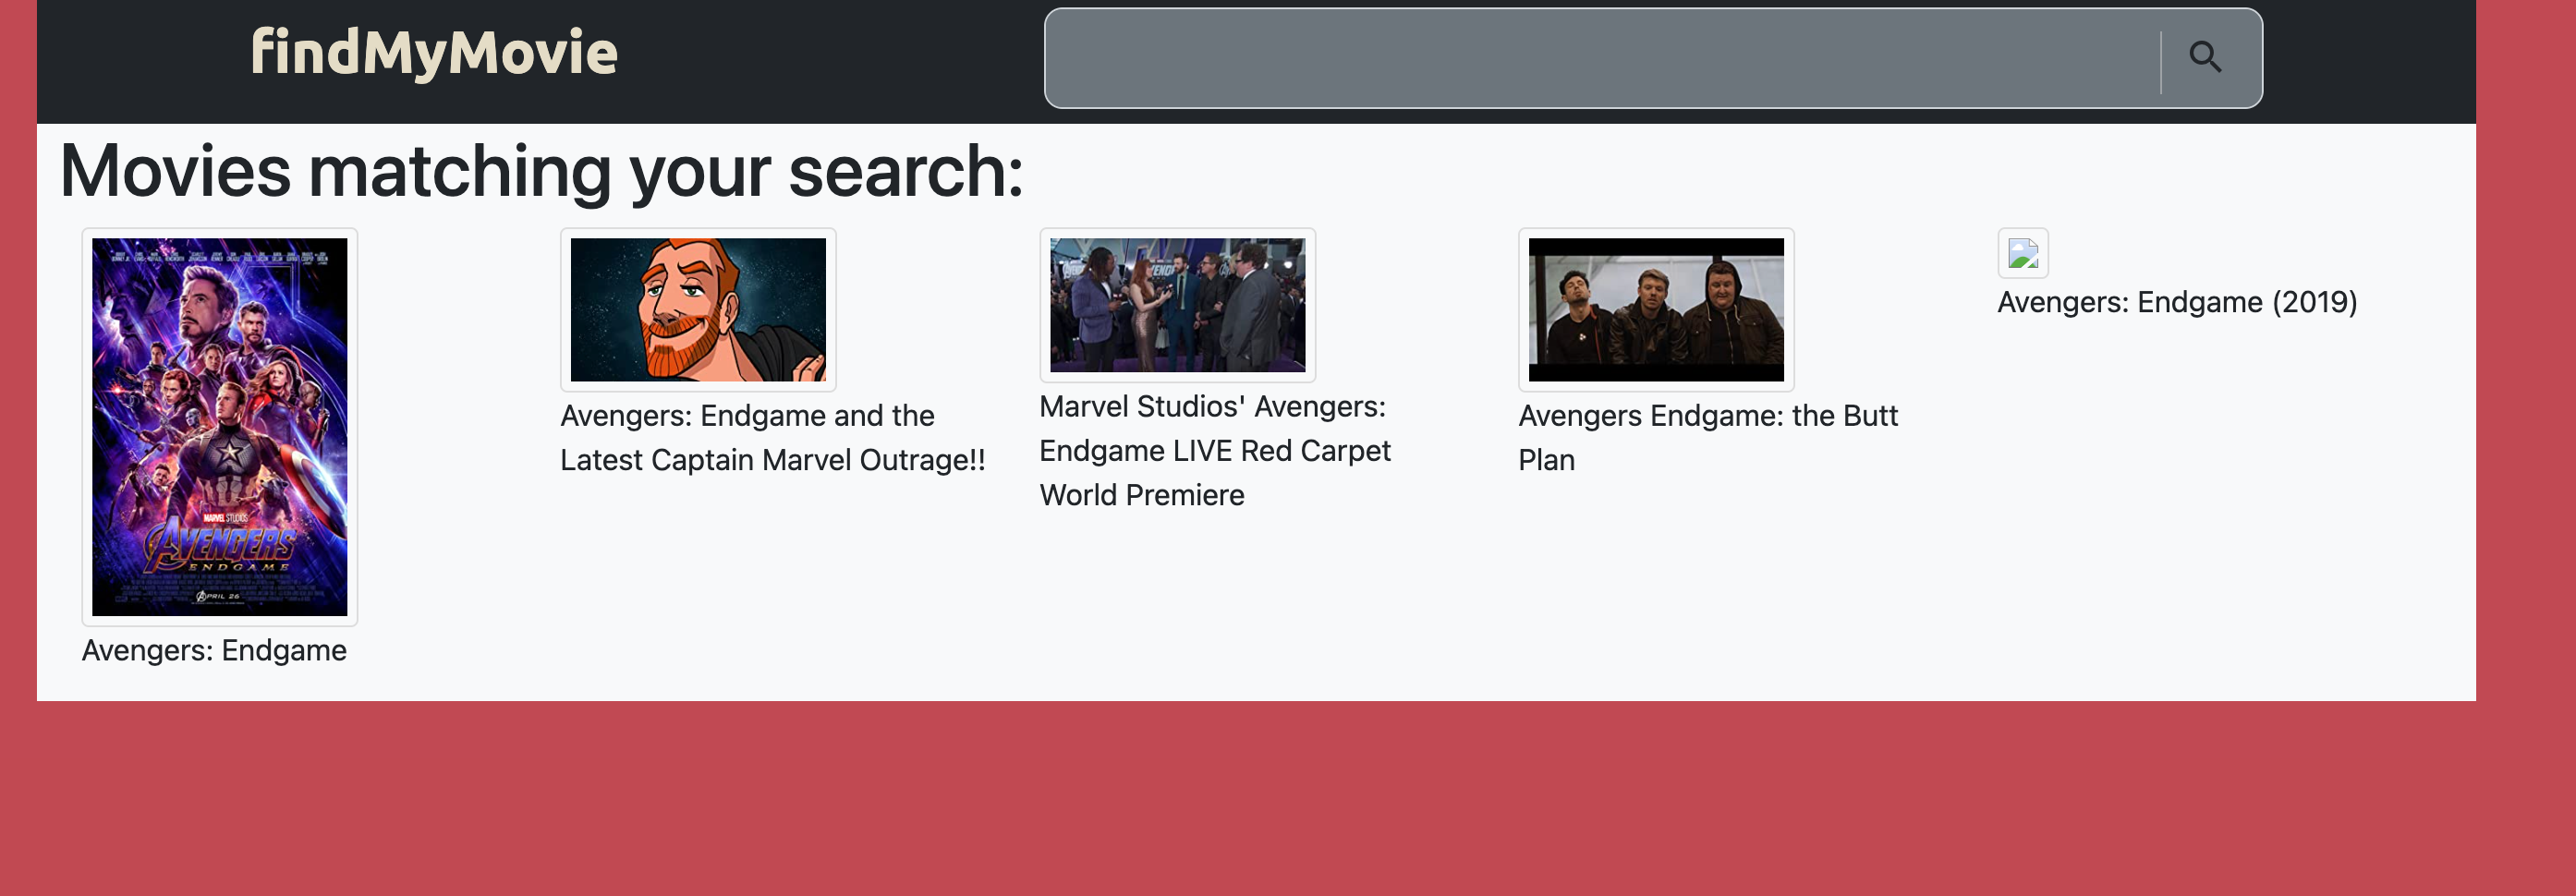 findMyMovie
Movies matching your search:
MARVEL STUDIOS
AVENGERS
ENDGAME
APRIL 26
Avengers: Endgame
Avengers: Endgame and the
Latest Captain Marvel Outrage!!
Marvel Studios' Avengers:
Endgame LIVE Red Carpet
World Premiere
Avengers Endgame: the Butt
Plan
Avengers: Endgame (2019)